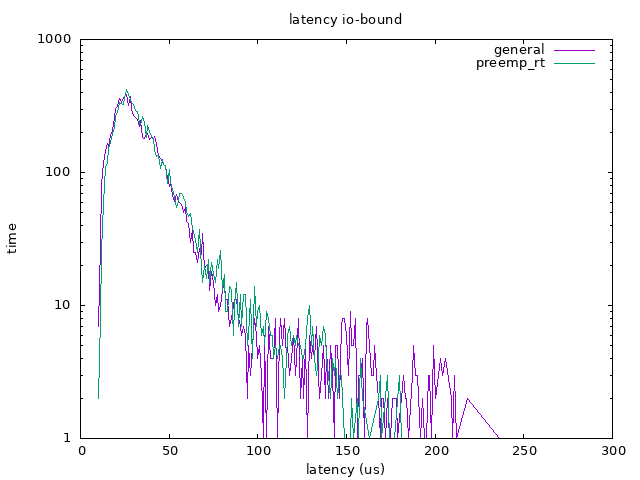 latency io-bound
1000
100
10
1
time
general
preemp_rt
0 50 100 150 200 250 300
latency (us)